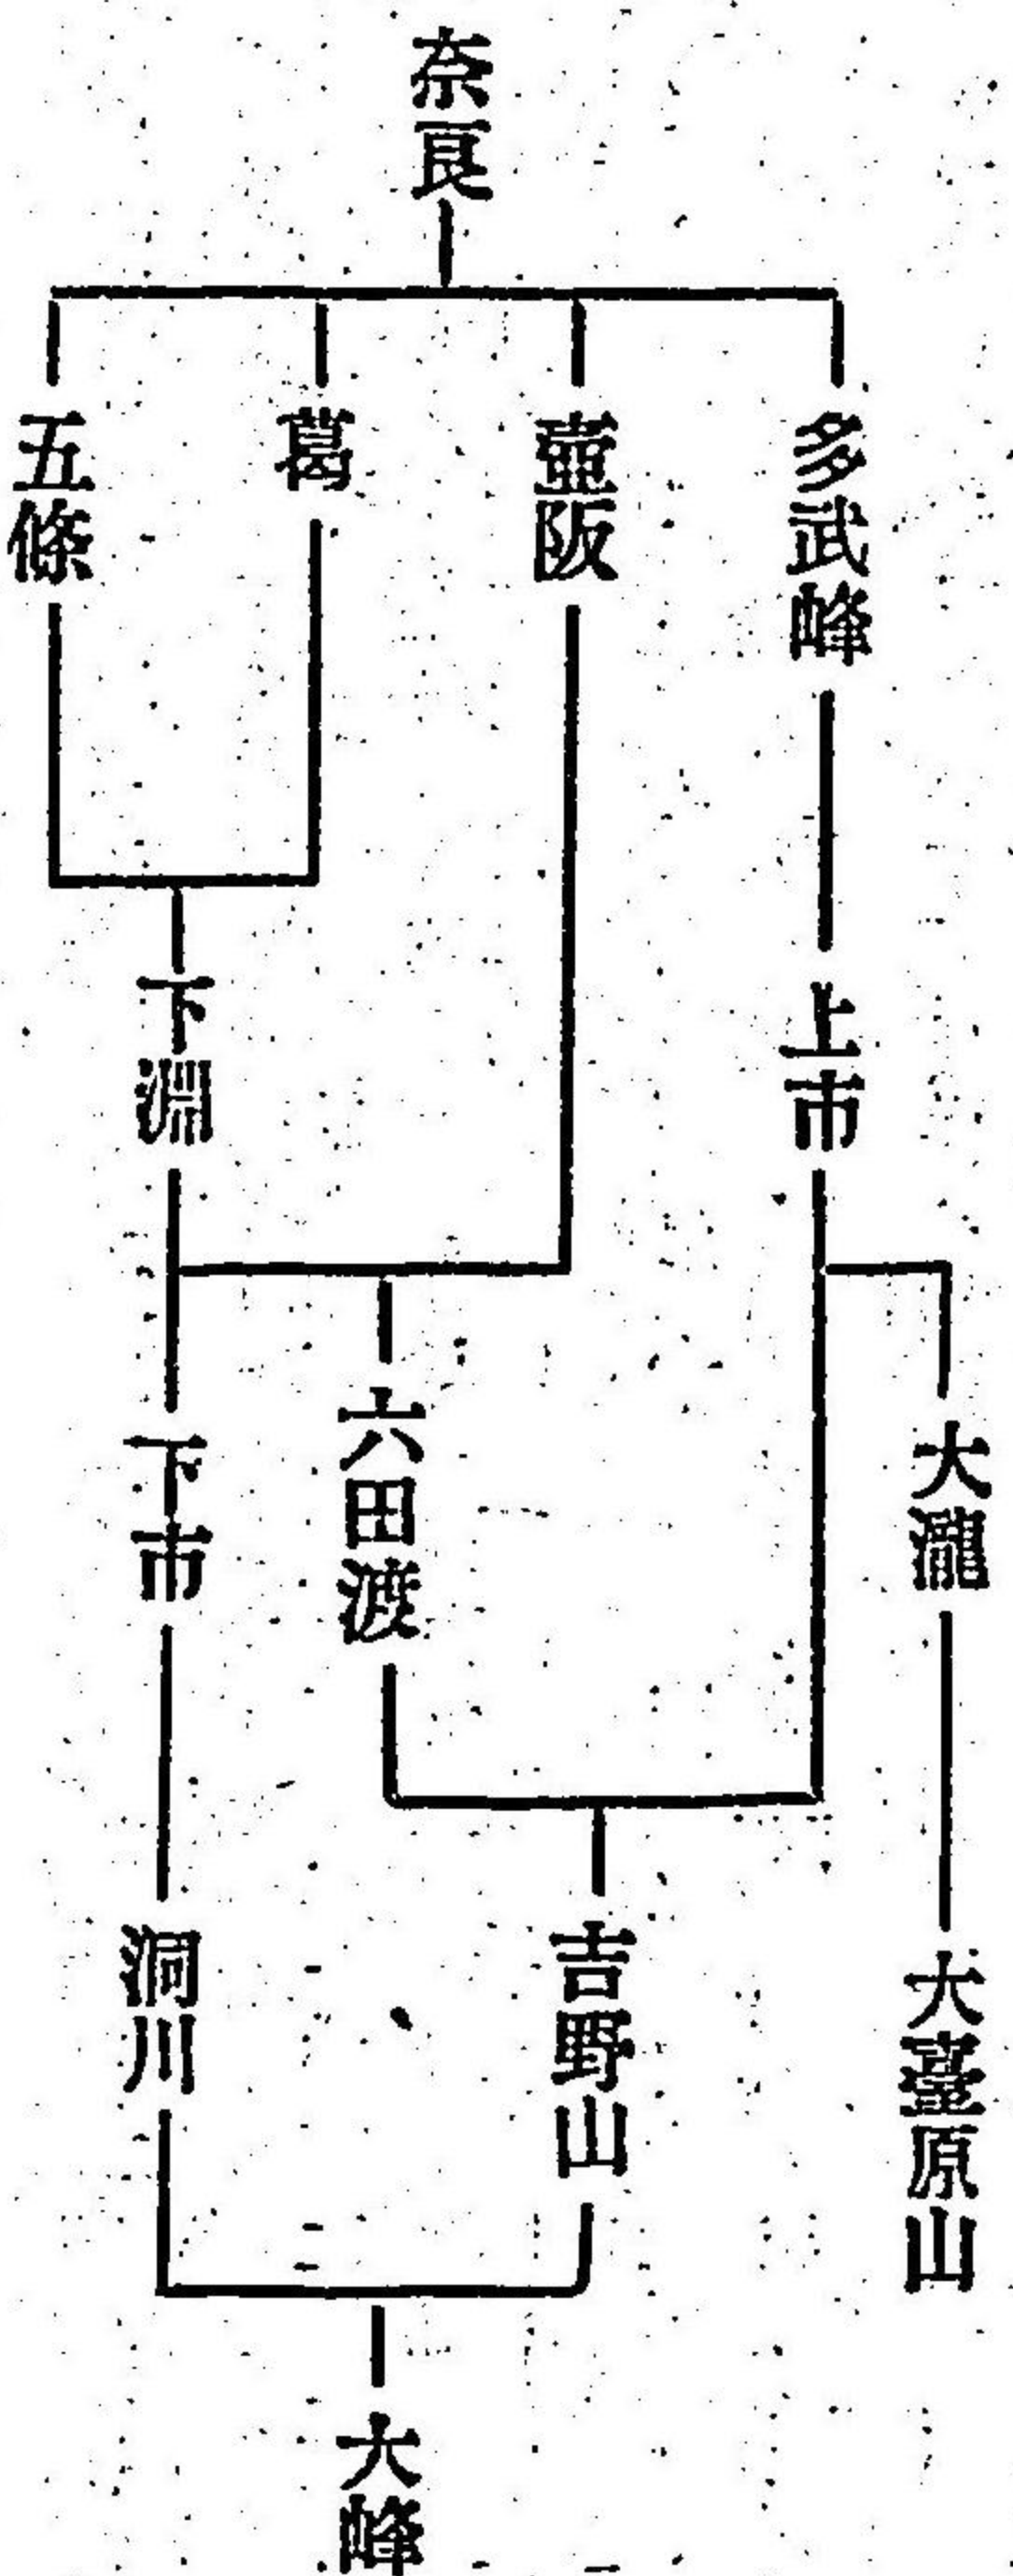 奈良
多武峰
壺阪
葛
五條
上市
下淵
大瀧
六田渡
下市
大臺原山
吉野山
洞川
大峰